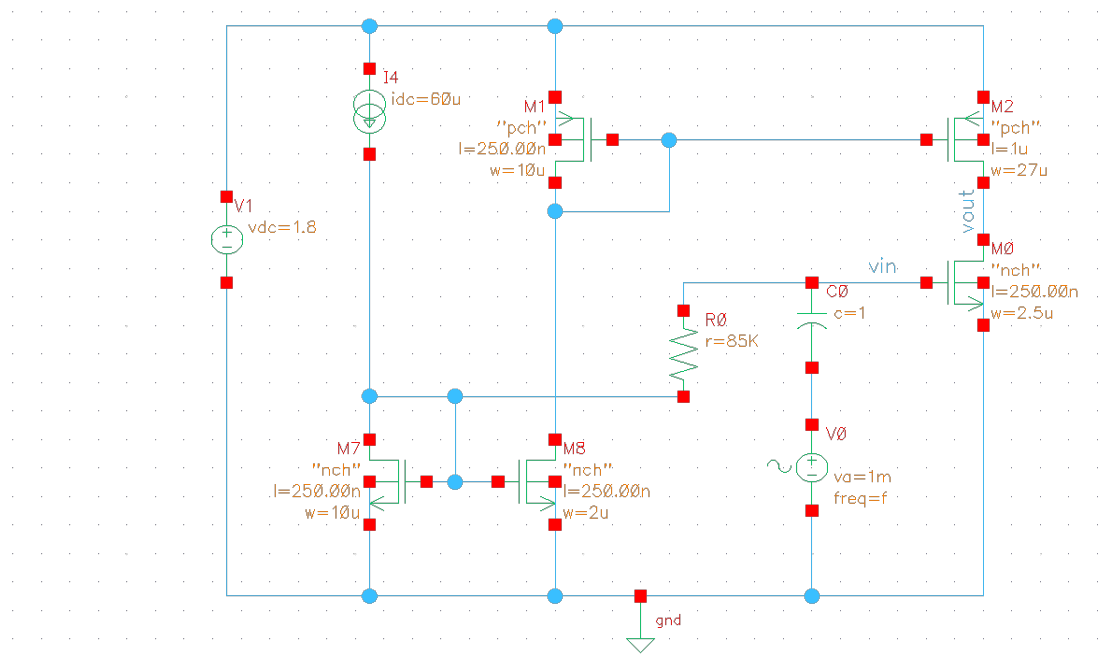 I4
idc=60u
M1
"pch"
l=250.00n
w=10u
M2
"pch"
l=1u
w=27u
V1
vdc=1.8
vout
M0
"nch"
l=250.00n
w=2.5u
vin
C0
c=1
R0
r=85K
M7
"nch"
l=250.00n
w=10u
M8
"nch"
l=250.00n
w=2u
V0
va=1m
freq=f
gnd